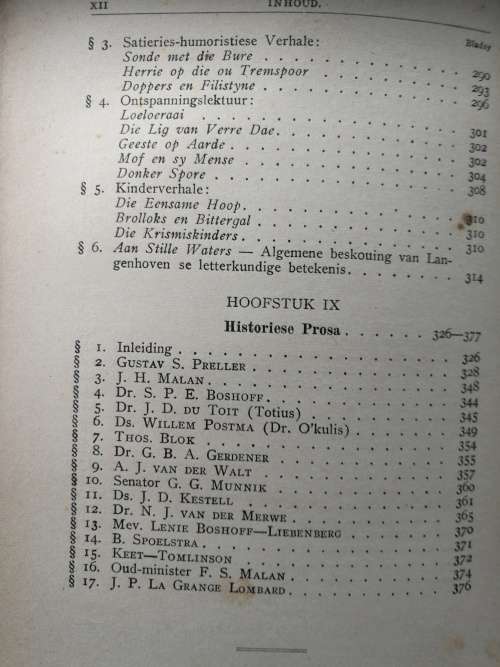 XII INHOUD.
Bladsy
§ 3. Satieries-humoristiese Verhale:
Sonde met die Bure . . . . . . . . . 290
Herrie op die ou Tremspoor . . . . . . . 293
Doppers en Filistyne . . . . . . . . . 296
§ 4. Ontspanningslektuur:
Loeloeraai . . . . . . . . . . . . 301
Die Lig van Verre Dae. . . . . . . . . 302
Geeste op Aarde . . . . . . . . . . 302
Mof en sy Mense . . . . . . . . . . 304
Donker Spore . . . . . . . . . . . 308
§ 5. Kinderverhale:
Die Eensame Hoop. . . . . . . . . . 310
Brolloks en Bittergal . . . . . . . . . 310
Die Krismiskinders . . . . . . . . . 310
§ 6. Aan Stille Waters — Algemene beskouing van Lan-
genhoven se letterkundige betekenis. . . . . . . 314
HOOFSTUK IX
Historiese Prosa . . . . . . 326—377
§ 1. Inleiding . . . . . . . . . . . . 326
§ 2. Gustav S. Preller . . . . . . . . . 328
§ 3. J. H. Malan . . . . . . . . . . . 348
§ 4. Dr. S. P. E. Boshoff . . . . . . . . 344
§ 5. Dr. J. D. du Toit (Totius) . . . . . . 345
§ 6. Ds. Willem Postma (Dr. O'kulis) . . . . . 349
§ 7. Thos. Blok . . . . . . . . . . . 354
§ 8. Dr. G. B. A. Gerdener . . . . . . . . 355
§ 9. A. J. van der Walt . . . . . . . . . 357
§ 10. Senator G. G. Munnik . . . . . . . . 360
§ 11. Ds. J. D. Kestell . . . . . . . . . 361
§ 12. Dr. N. J. van der Merwe . . . . . . . 365
§ 13. Mev. Lenie Boshoff—Liebenberg . . . . . 370
§ 14. B. Spoelstra . . . . . . . . . . . 371
§ 15. Keet—Tomlinson . . . . . . . . . . 372
§ 16. Oud-minister F. S. Malan . . . . . . . 374
§ 17. J. P. La Grange Lombard . . . . . . . 376